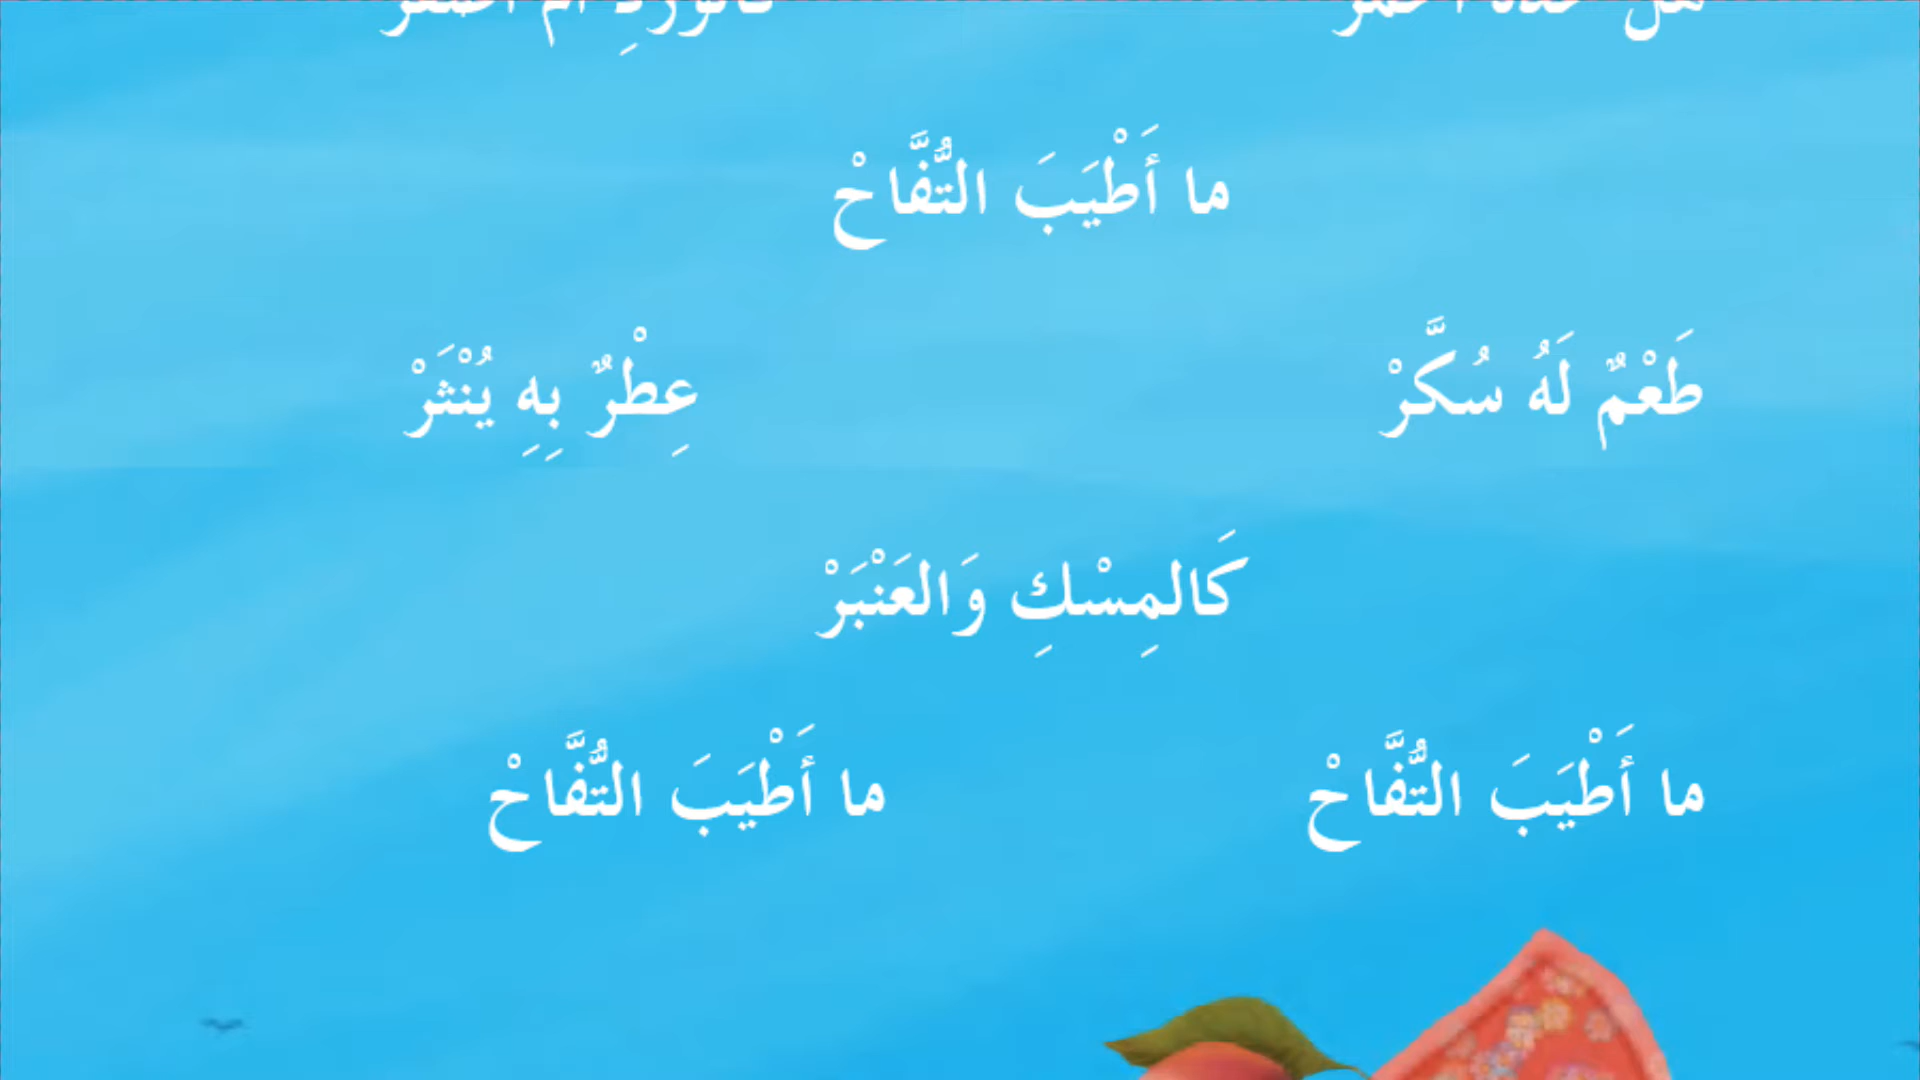 ما أَطْيَبَ التُّفَّاحْ
طَعْمٌ لَهُ سُكَّرْ عِطْرٌ بِهِ يُنْثَرْ
كَالمِسْكِ وَالعَنْبَرْ
ما أَطْيَبَ التُّفَّاحْ ما أَطْيَبَ التُّفَّاحْ